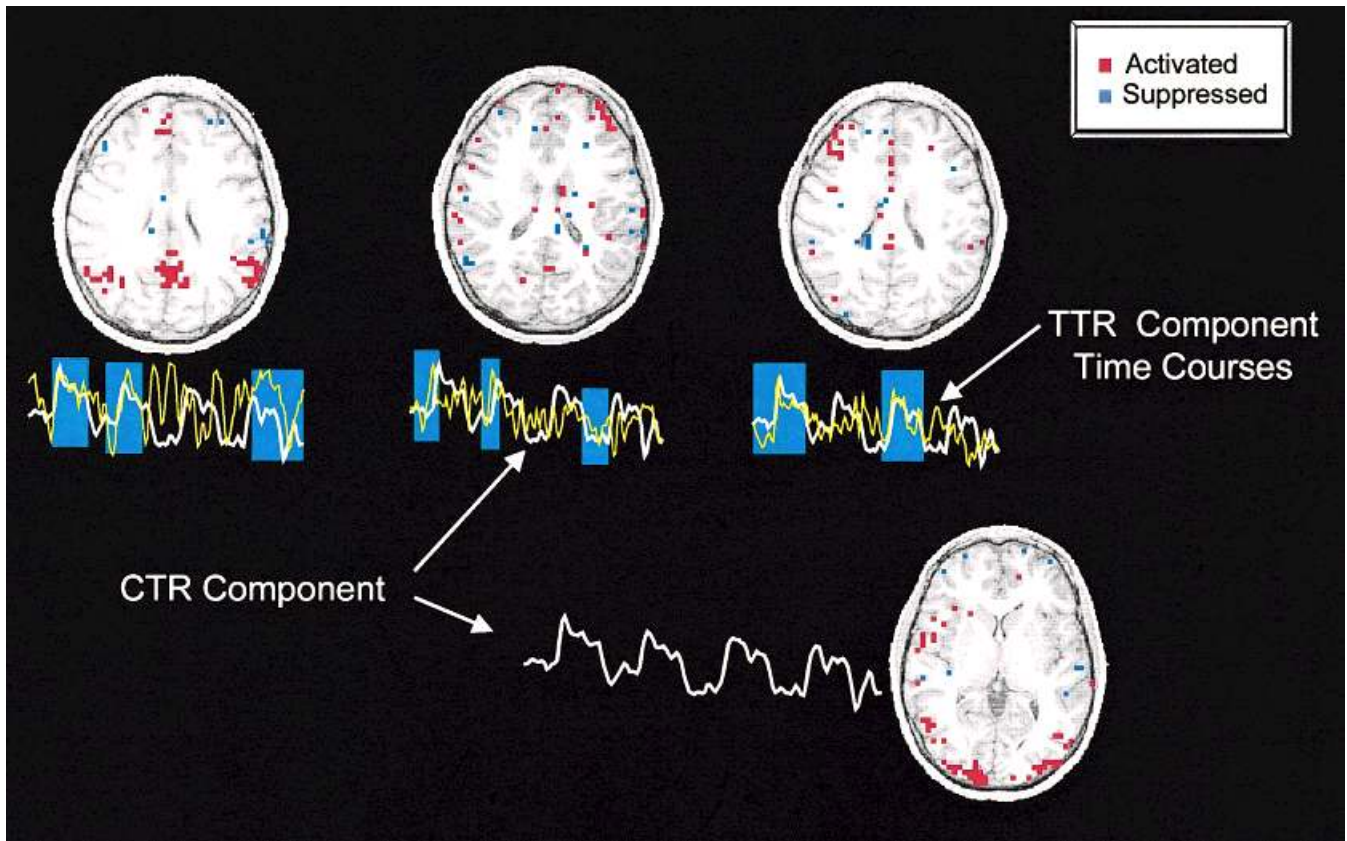 Activated
Suppressed
TTR Component
Time Courses
CTR Component